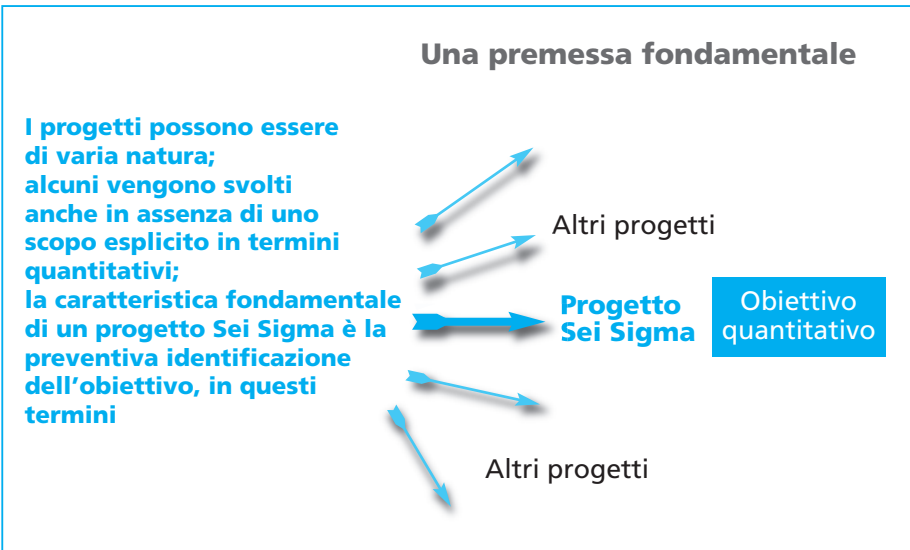 Una premessa fondamentale
I progetti possono essere
di varia natura;
alcuni vengono svolti
anche in assenza di uno
scopo esplicito in termini
quantitativi;
la caratteristica fondamentale
di un progetto Sei Sigma è la
preventiva identificazione
dell’obiettivo, in questi
termini
Altri progetti
Progetto
Sei Sigma
Obiettivo
quantitativo
Altri progetti